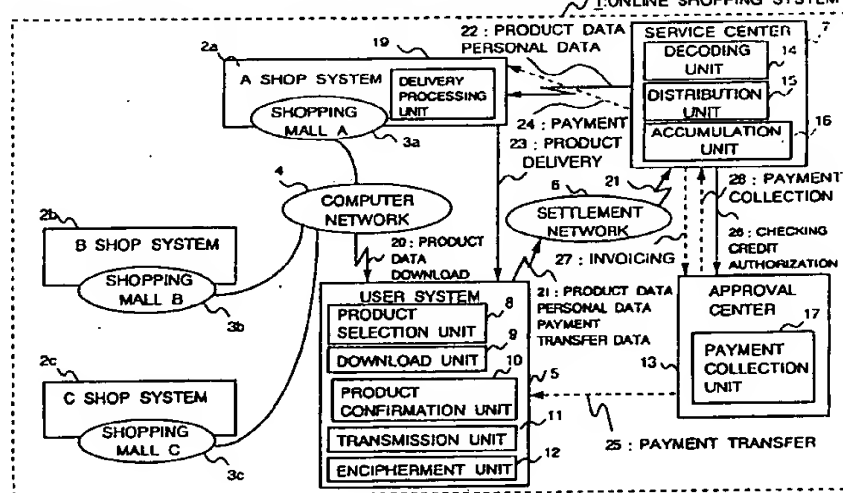 1:ONLINE SHOPPING SYSTEM
19
22 : PRODUCT DATA
PERSONAL DATA
SERVICE CENTER
7
DECODING
UNIT
14
DISTRIBUTION
UNIT
15
ACCUMULATION
UNIT
16
2a
A SHOP SYSTEM
DELIVERY
PROCESSING
UNIT
SHOPPING
MALL A
3a
24 : PAYMENT
23 : PRODUCT
DELIVERY
4
COMPUTER
NETWORK
6
21
SETTLEMENT
NETWORK
28 : PAYMENT
COLLECTION
26 : CHECKING
CREDIT
AUTHORIZATION
27 : INVOICING
2b
B SHOP SYSTEM
SHOPPING
MALL B
3b
20 : PRODUCT
DATA
DOWNLOAD
21 : PRODUCT DATA
PERSONAL DATA
PAYMENT
TRANSFER DATA
USER SYSTEM
PRODUCT
SELECTION UNIT
8
9
DOWNLOAD UNIT
10
PRODUCT
CONFIRMATION UNIT
5
11
TRANSMISSION UNIT
12
ENCIPHERMENT UNIT
APPROVAL
CENTER
17
13
PAYMENT
COLLECTION
UNIT
25 : PAYMENT TRANSFER
2c
C SHOP SYSTEM
SHOPPING
MALL C
3c